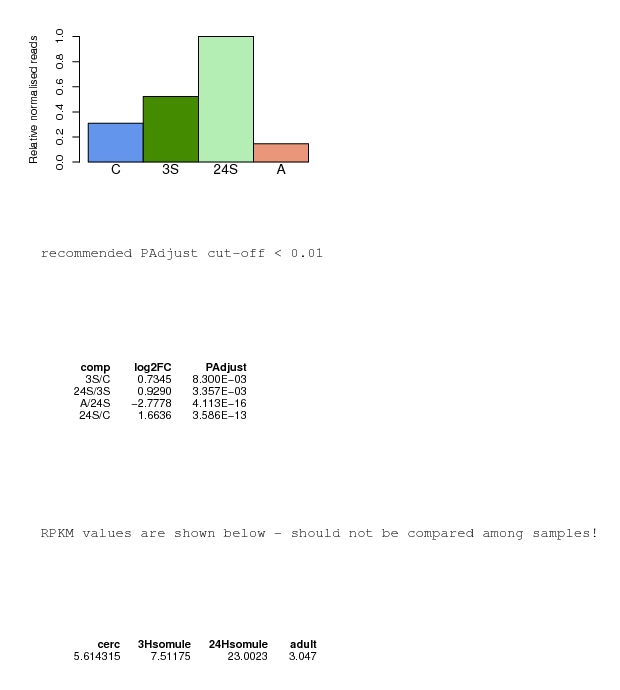 Relative normalised reads
1.0
0.8
0.6
0.4
0.2
0.0
C 3S 24S A
recommended PAdjust cut-off < 0.01
comp log2FC PAdjust
3S/C 0.7345 8.300E−03
24S/3S 0.9290 3.357E−03
A/24S −2.7778 4.113E−16
24S/C 1.6636 3.586E−13
RPKM values are shown below - should not be compared among samples!
cerc 3Hsomule 24Hsomule adult
5.614315 7.51175 23.0023 3.047